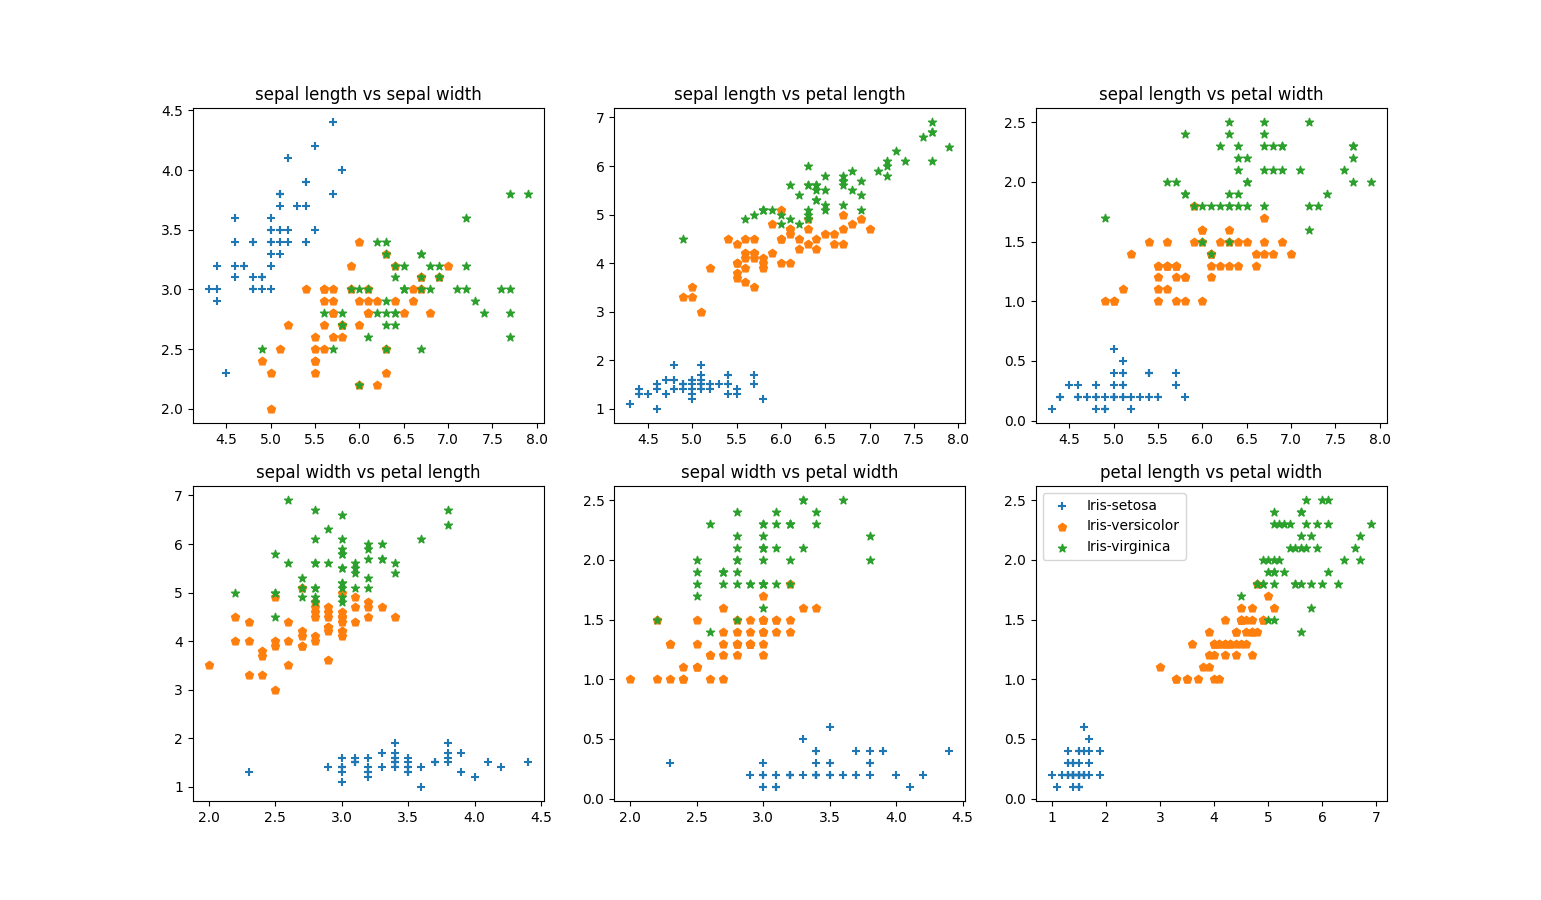 sepal length vs sepal width
4.5
4.0
3.5
3.0
2.5
2.0
4.5 5.0 5.5 6.0 6.5 7.0 7.5 8.0
sepal length vs petal length
7
6
5
4
3
2
1
4.5 5.0 5.5 6.0 6.5 7.0 7.5 8.0
sepal length vs petal width
2.5
2.0
1.5
1.0
0.5
0.0
4.5 5.0 5.5 6.0 6.5 7.0 7.5 8.0
sepal width vs petal length
7
6
5
4
3
2
1
2.0 2.5 3.0 3.5 4.0 4.5
sepal width vs petal width
2.5
2.0
1.5
1.0
0.5
0.0
2.0 2.5 3.0 3.5 4.0 4.5
petal length vs petal width
Iris-setosa
Iris-versicolor
Iris-virginica
2.5
2.0
1.5
1.0
0.5
0.0
1 2 3 4 5 6 7